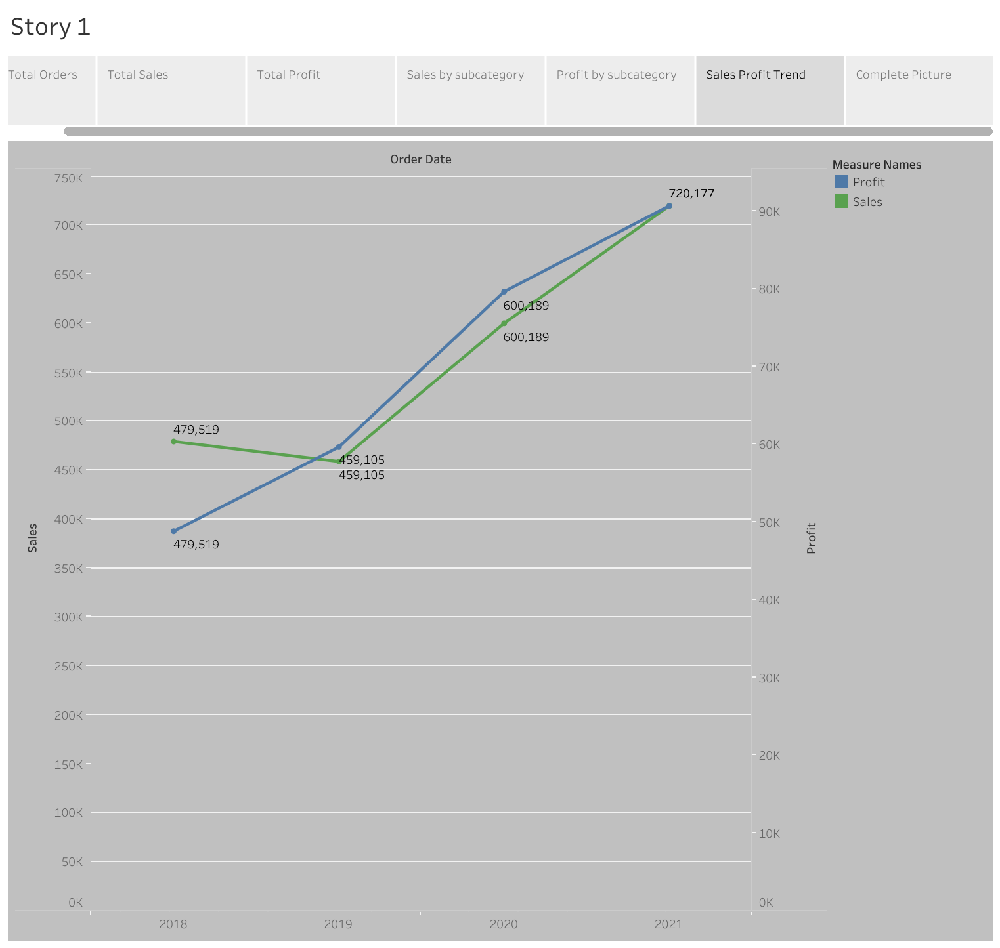 Story 1
Total Orders
Total Sales
Total Profit
Sales by subcategory
Profit by subcategory
Sales Profit Trend
Complete Picture
Order Date
Measure Names
Profit
Sales
750K
700K
650K
600K
550K
500K
450K
400K
350K
300K
250K
200K
150K
100K
50K
0K
Sales
720,177
600,189
600,189
479,519
459,105
459,105
479,519
90K
80K
70K
60K
50K
40K
30K
20K
10K
0K
Profit
2018
2019
2020
2021